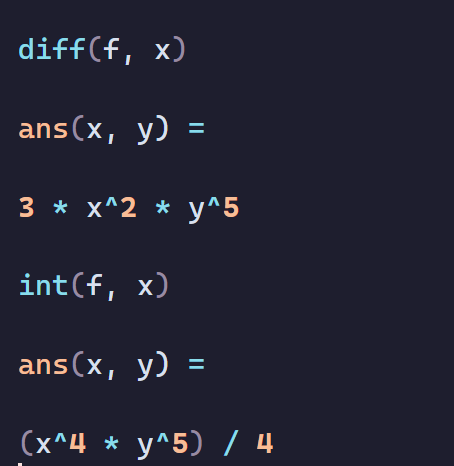 diff(f, x)
ans(x, y) =
3 * x^2 * y^5
int(f, x)
ans(x, y) =
(x^4 * y^5) / 4